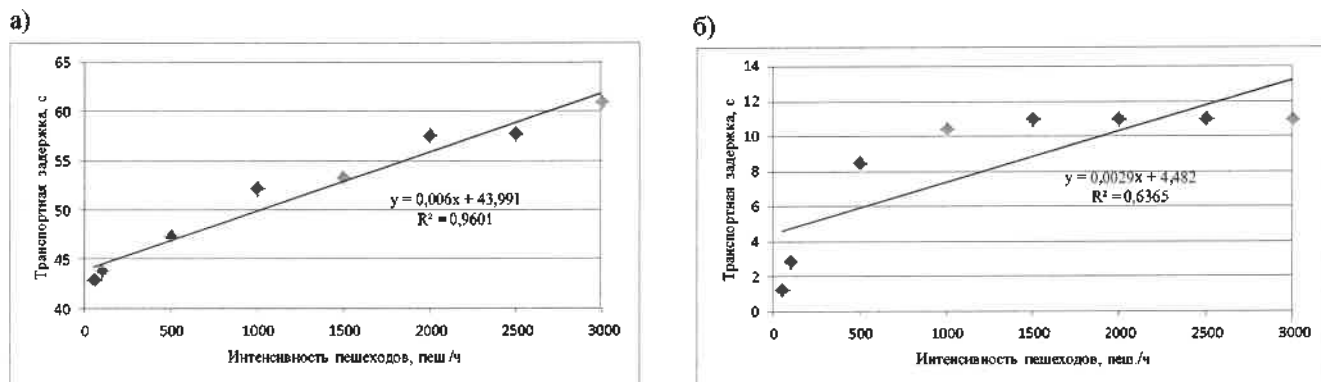 а)
65
60
55
50
45
40
Транспортная задержка, с
y = 0,006x + 43,991
R² = 0,9601
0 500 1000 1500 2000 2500 3000
Интенсивность пешеходов, пеш./ч
б)
14
12
10
8
6
4
2
0
Транспортная задержка, с
y = 0,0029x + 4,482
R² = 0,6365
0 500 1000 1500 2000 2500 3000
Интенсивность пешеходов, пеш./ч